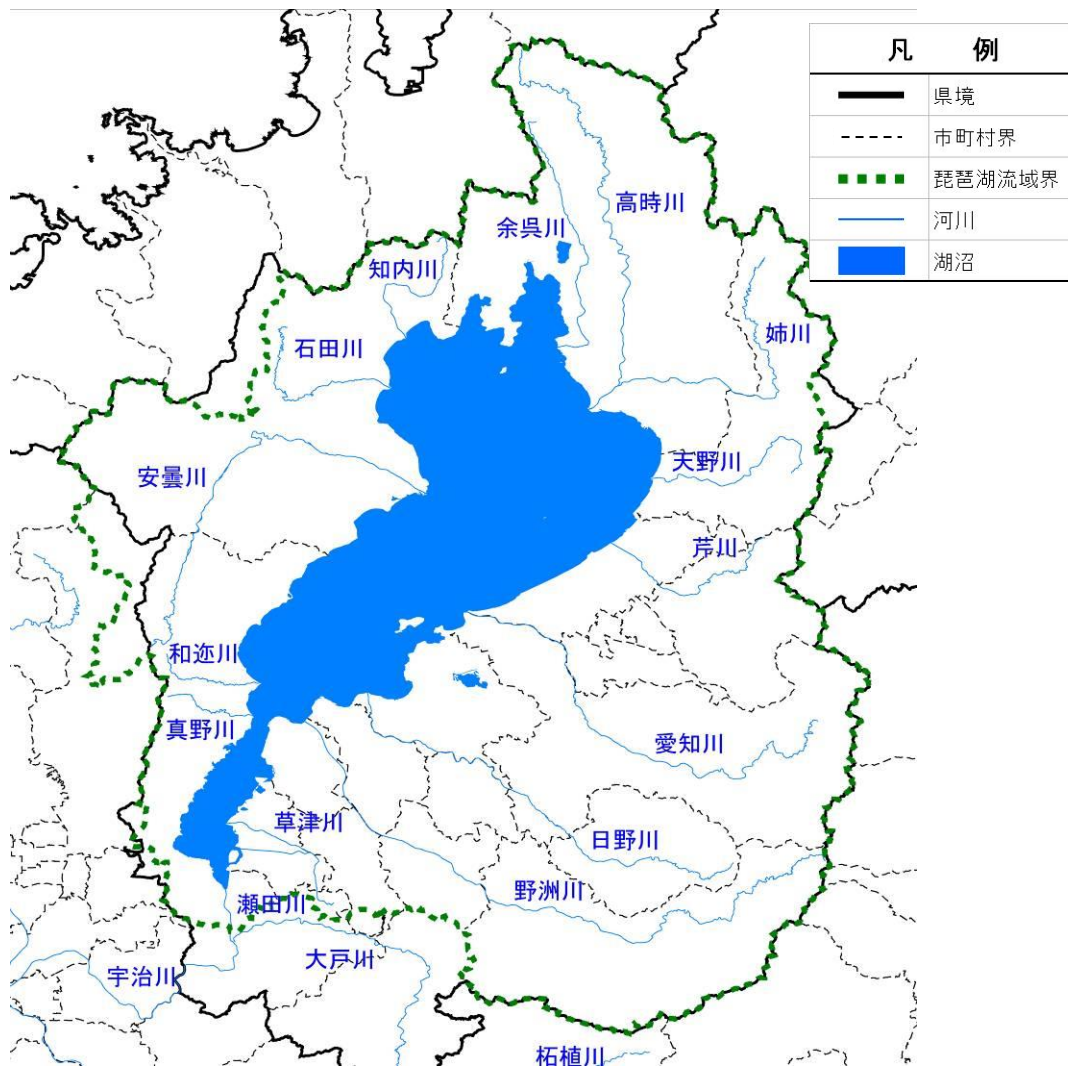 凡 例
県境
市町村界
琵琶湖流域界
河川
湖沼
高時川
余呉川
知内川
姉川
石田川
天野川
安曇川
芹川
和迩川
真野川
愛知川
草津川
日野川
野洲川
瀬田川
大戸川
宇治川
柘植川